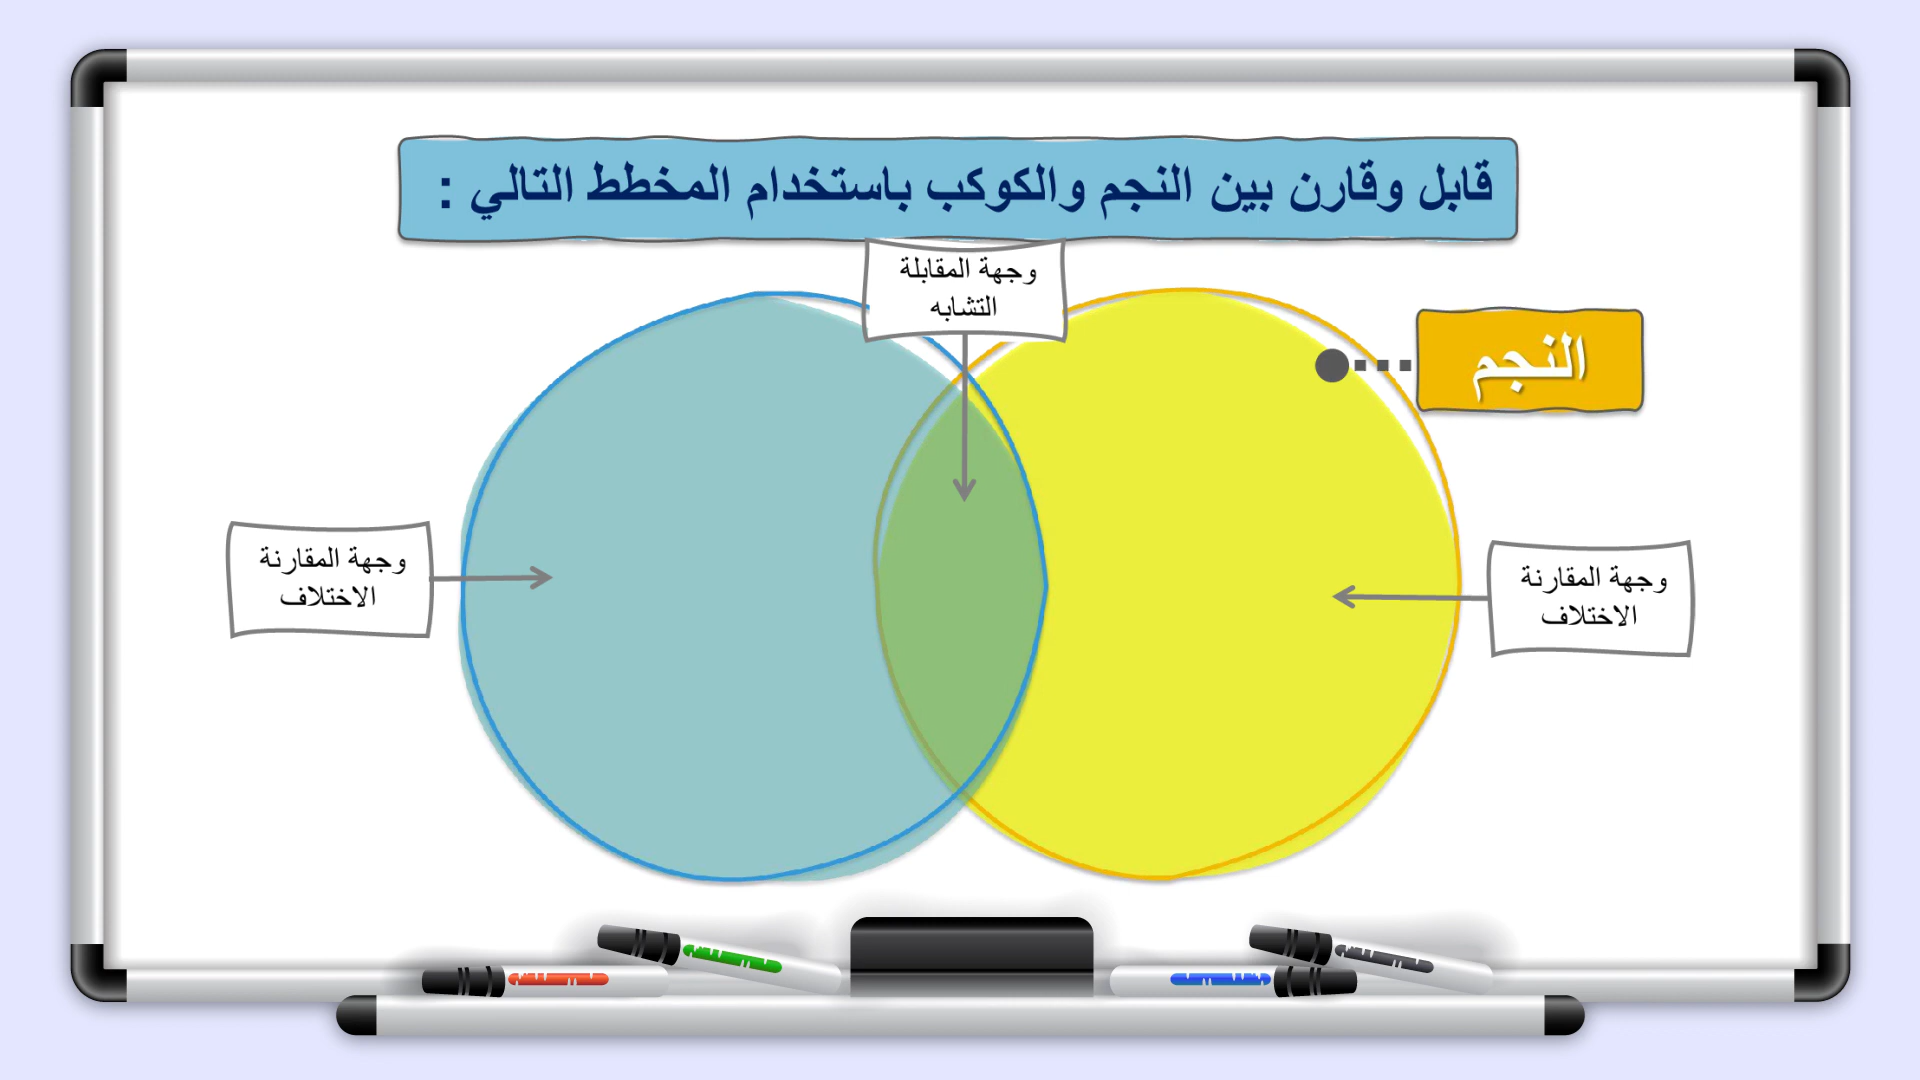 قابل وقارن بين النجم والكوكب باستخدام المخطط التالي :
وجهة المقابلة
التشابه
النجم
وجهة المقارنة
الاختلاف
وجهة المقارنة
الاختلاف